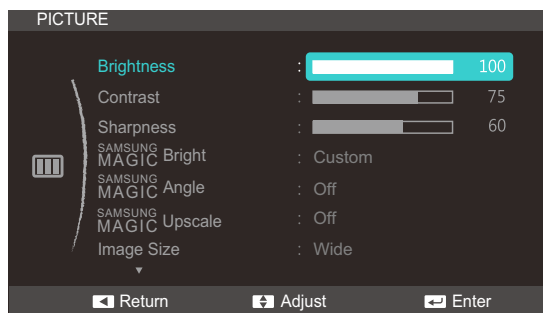 PICTURE
Brightness : 100
Contrast : 75
Sharpness : 60
SAMSUNG MAGIC Bright : Custom
SAMSUNG MAGIC Angle : Off
SAMSUNG MAGIC Upscale : Off
Image Size : Wide
Return Adjust Enter